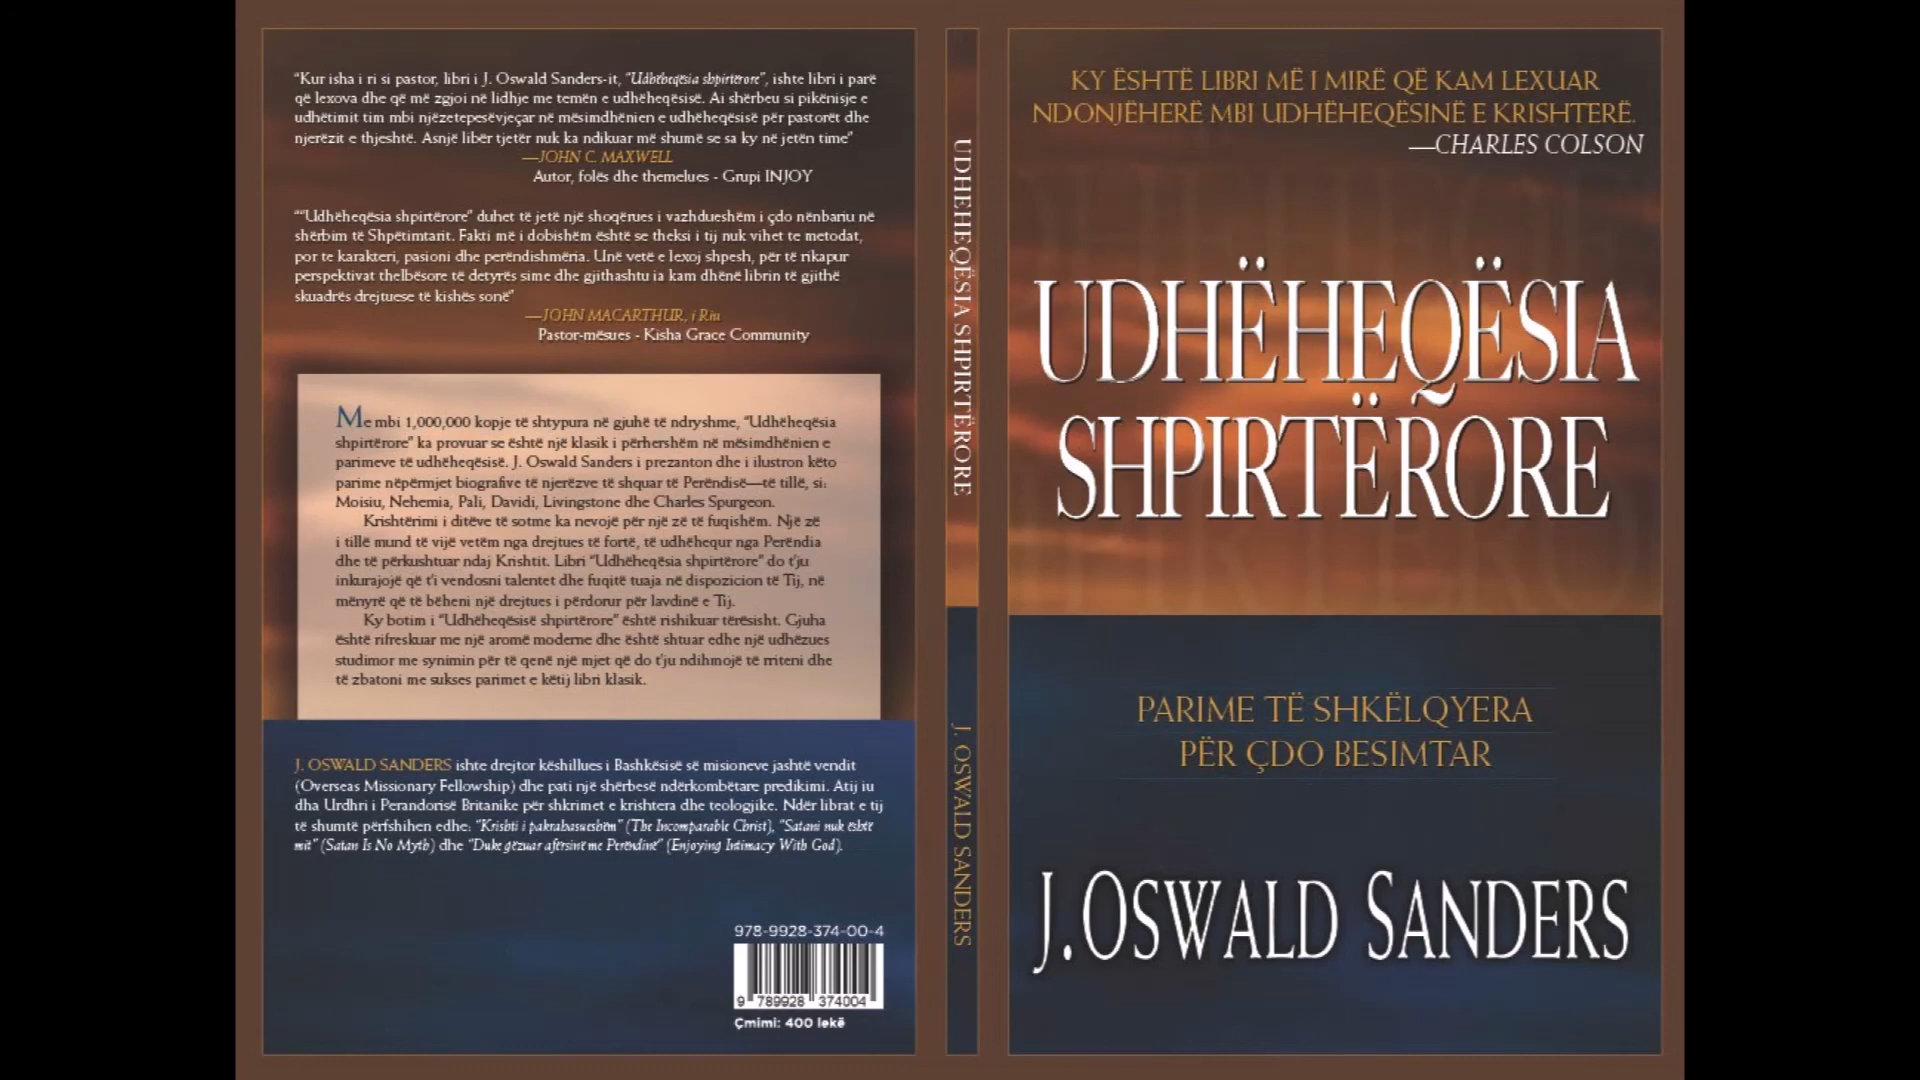 “Kur isha i ri si pastor, libri i J. Oswald Sanders-it, “Udhëheqësia shpirtërore”, ishte libri i parë
që lexova dhe që më zgjoi në lidhje me temën e udhëheqësisë. Ai shërbeu si pikënisje e
udhëtimit tim mbi njëzetepesëvjeçar në mësimdhënien e udhëheqësisë për pastorët dhe
njerëzit e thjeshtë. Asnjë libër tjetër nuk ka ndikuar më shumë se sa ky në jetën time”
—JOHN C. MAXWELL
Autor, folës dhe themelues - Grupi INJOY
““Udhëheqësia shpirtërore” duhet të jetë një shoqërues i vazhdueshëm i çdo nënbariu në
shërbim të Shpëtimtarit. Fakti më i dobishëm është se theksi i tij nuk vihet te metodat,
por te karakteri, pasioni dhe perëndishmëria. Unë vetë e lexoj shpesh, për të rikapur
perspektivat thelbësore të detyrës sime dhe gjithashtu ia kam dhënë librin të gjithë
skuadrës drejtuese të kishës sonë”
—JOHN MACARTHUR, i Riu
Pastor-mësues - Kisha Grace Community
Me mbi 1,000,000 kopje të shtypura në gjuhë të ndryshme, “Udhëheqësia
shpirtërore” ka provuar se është një klasik i përhershëm në mësimdhënien e
parimeve të udhëheqësisë. J. Oswald Sanders i prezanton dhe i ilustron këto
parime nëpërmjet biografive të njerëzve të shquar të Perëndisë—të tillë, si:
Moisiu, Nehemia, Pali, Davidi, Livingstone dhe Charles Spurgeon.
Krishtërimi i ditëve të sotme ka nevojë për një zë të fuqishëm. Një zë
i tillë mund të vijë vetëm nga drejtues të fortë, të udhëhequr nga Perëndia
dhe të përkushtuar ndaj Krishtit. Libri “Udhëheqësia shpirtërore” do t’ju
inkurajojë që t’i vendosni talentet dhe fuqitë tuaja në dispozicion të Tij, në
mënyrë që të bëheni një drejtues i përdorur për lavdinë e Tij.
Ky botim i “Udhëheqësisë shpirtërore” është rishikuar tërësisht. Gjuha
është rifreskuar me një aromë moderne dhe është shtuar edhe një udhëzues
studimor me synimin për të qenë një mjet që do t’ju ndihmojë të rriteni dhe
të zbatoni me sukses parimet e këtij libri klasik.
J. OSWALD SANDERS ishte drejtor këshillues i Bashkësisë së misioneve jashtë vendit
(Overseas Missionary Fellowship) dhe pati një shërbesë ndërkombëtare predikimi. Atij iu
dha Urdhri i Perandorisë Britanike për shkrimet e krishtera dhe teologjike. Ndër librat e tij
të shumtë përfshihen edhe: “Krishti i pakrahasueshëm” (The Incomparable Christ), “Satani nuk është
mit” (Satan Is No Myth) dhe “Duke gëzuar afërsinë me Perëndinë” (Enjoying Intimacy With God).
978-9928-374-00-4
9 789928 374004
Çmimi: 400 lekë
UDHËHEQËSIA SHPIRTËRORE
J. OSWALD SANDERS
KY ËSHTË LIBRI MË I MIRË QË KAM LEXUAR
NDONJËHERË MBI UDHËHEQËSINË E KRISHTERË.
—CHARLES COLSON
UDHËHEQËSIA
SHPIRTËRORE
PARIME TË SHKËLQYERA
PËR ÇDO BESIMTAR
J. OSWALD SANDERS